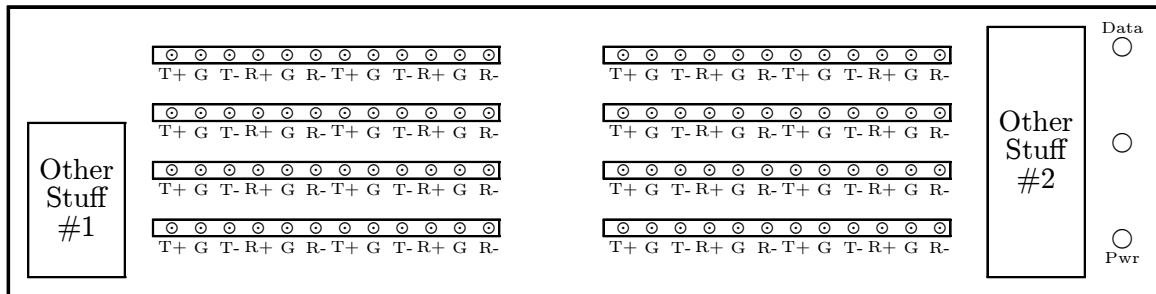 Data
T+ G T- R+ G R- T+ G T- R+ G R-
T+ G T- R+ G R- T+ G T- R+ G R-
T+ G T- R+ G R- T+ G T- R+ G R-
T+ G T- R+ G R- T+ G T- R+ G R-
Other
Stuff
#1
Other
Stuff
#2
T+ G T- R+ G R- T+ G T- R+ G R-
T+ G T- R+ G R- T+ G T- R+ G R-
T+ G T- R+ G R- T+ G T- R+ G R-
T+ G T- R+ G R- T+ G T- R+ G R-
Pwr